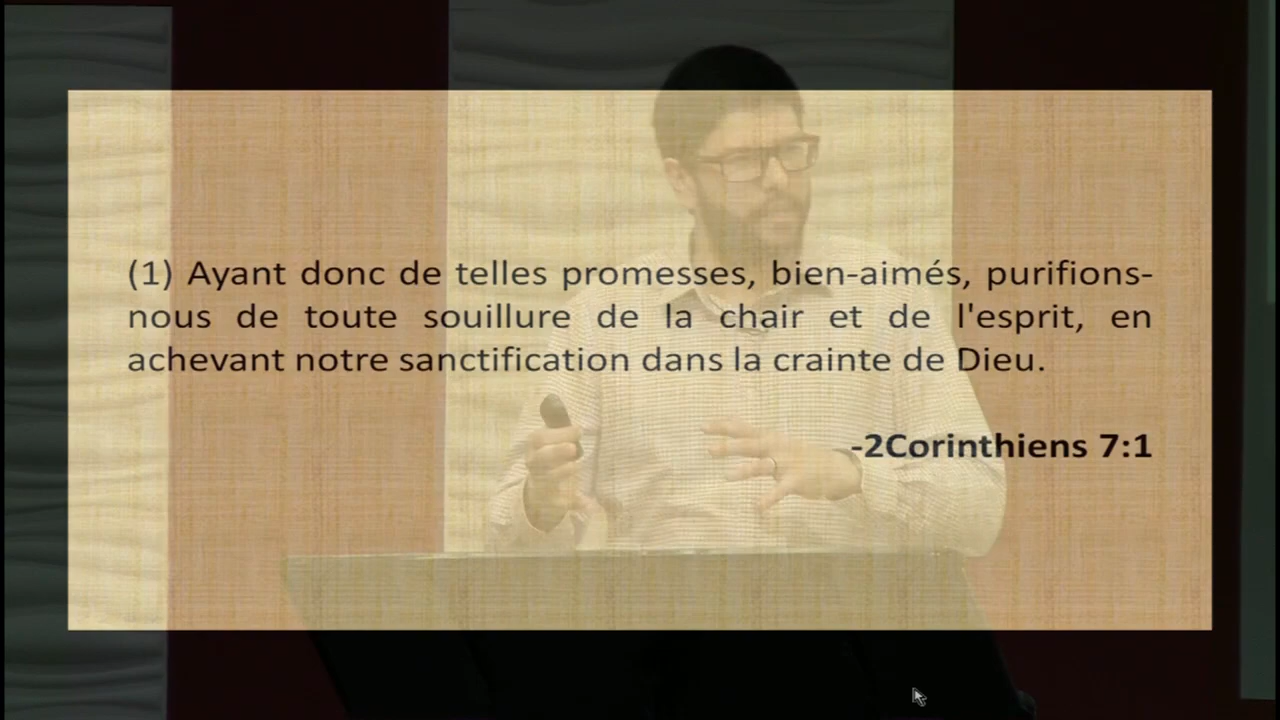 (1) Ayant donc de telles promesses, bien-aimés, purifions-
nous de toute souillure de la chair et de l'esprit, en
achevant notre sanctification dans la crainte de Dieu.
-2Corinthiens 7:1